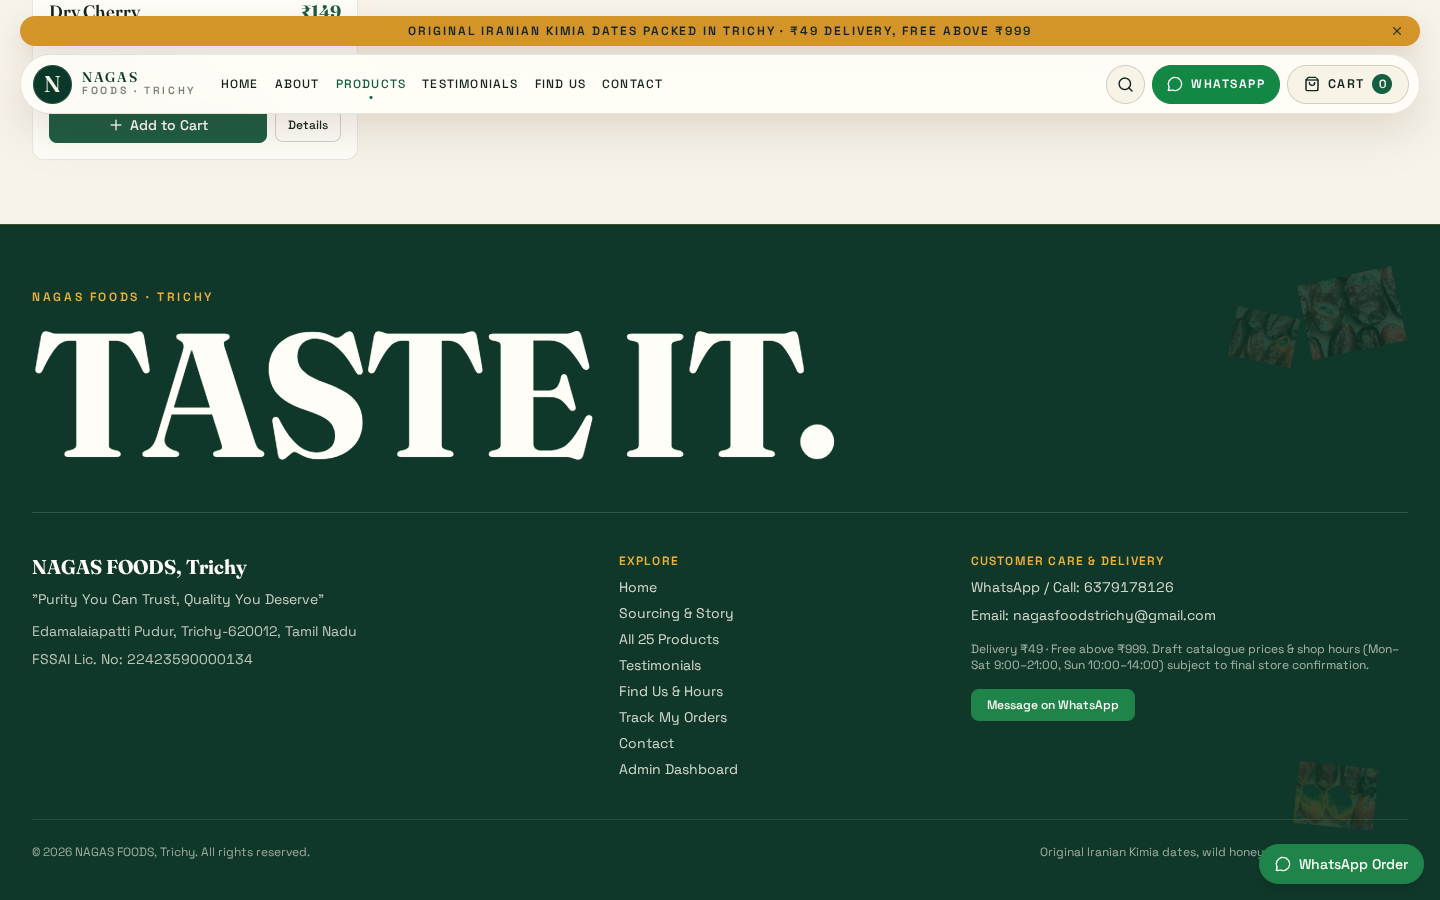 Dry Cherry ₹149
ORIGINAL IRANIAN KIMIA DATES PACKED IN TRICHY · ₹49 DELIVERY, FREE ABOVE ₹999
N NAGAS
FOODS · TRICHY
HOME ABOUT PRODUCTS TESTIMONIALS FIND US CONTACT
WHATSAPP
CART 0
Add to Cart Details
NAGAS FOODS · TRICHY
TASTE IT.
NAGAS FOODS, Trichy
"Purity You Can Trust, Quality You Deserve"
Edamalaiapatti Pudur, Trichy-620012, Tamil Nadu
FSSAI Lic. No: 22423590000134
EXPLORE
Home
Sourcing & Story
All 25 Products
Testimonials
Find Us & Hours
Track My Orders
Contact
Admin Dashboard
CUSTOMER CARE & DELIVERY
WhatsApp / Call: 6379178126
Email: nagasfoodstrichy@gmail.com
Delivery ₹49 · Free above ₹999. Draft catalogue prices & shop hours (Mon–
Sat 9:00–21:00, Sun 10:00–14:00) subject to final store confirmation.
Message on WhatsApp
© 2026 NAGAS FOODS, Trichy. All rights reserved.
Original Iranian Kimia dates, wild honey
WhatsApp Order